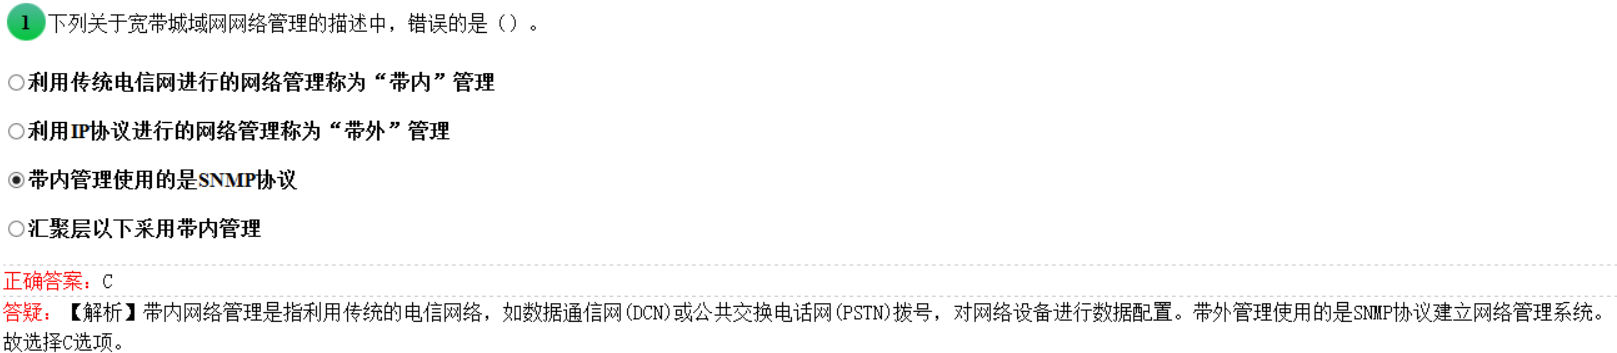 1 下列关于宽带城域网网络管理的描述中，错误的是（）。
利用传统电信网进行的网络管理称为“带内”管理
利用IP协议进行的网络管理称为“带外”管理
带内管理使用的是SNMP协议
汇聚层以下采用带内管理
正确答案：C
答疑：【解析】带内网络管理是指利用传统的电信网络，如数据通信网(DCN)或公共交换电话网(PSTN)拨号，对网络设备进行数据配置。带外管理使用的是SNMP协议建立网络管理系统。
故选择C选项。